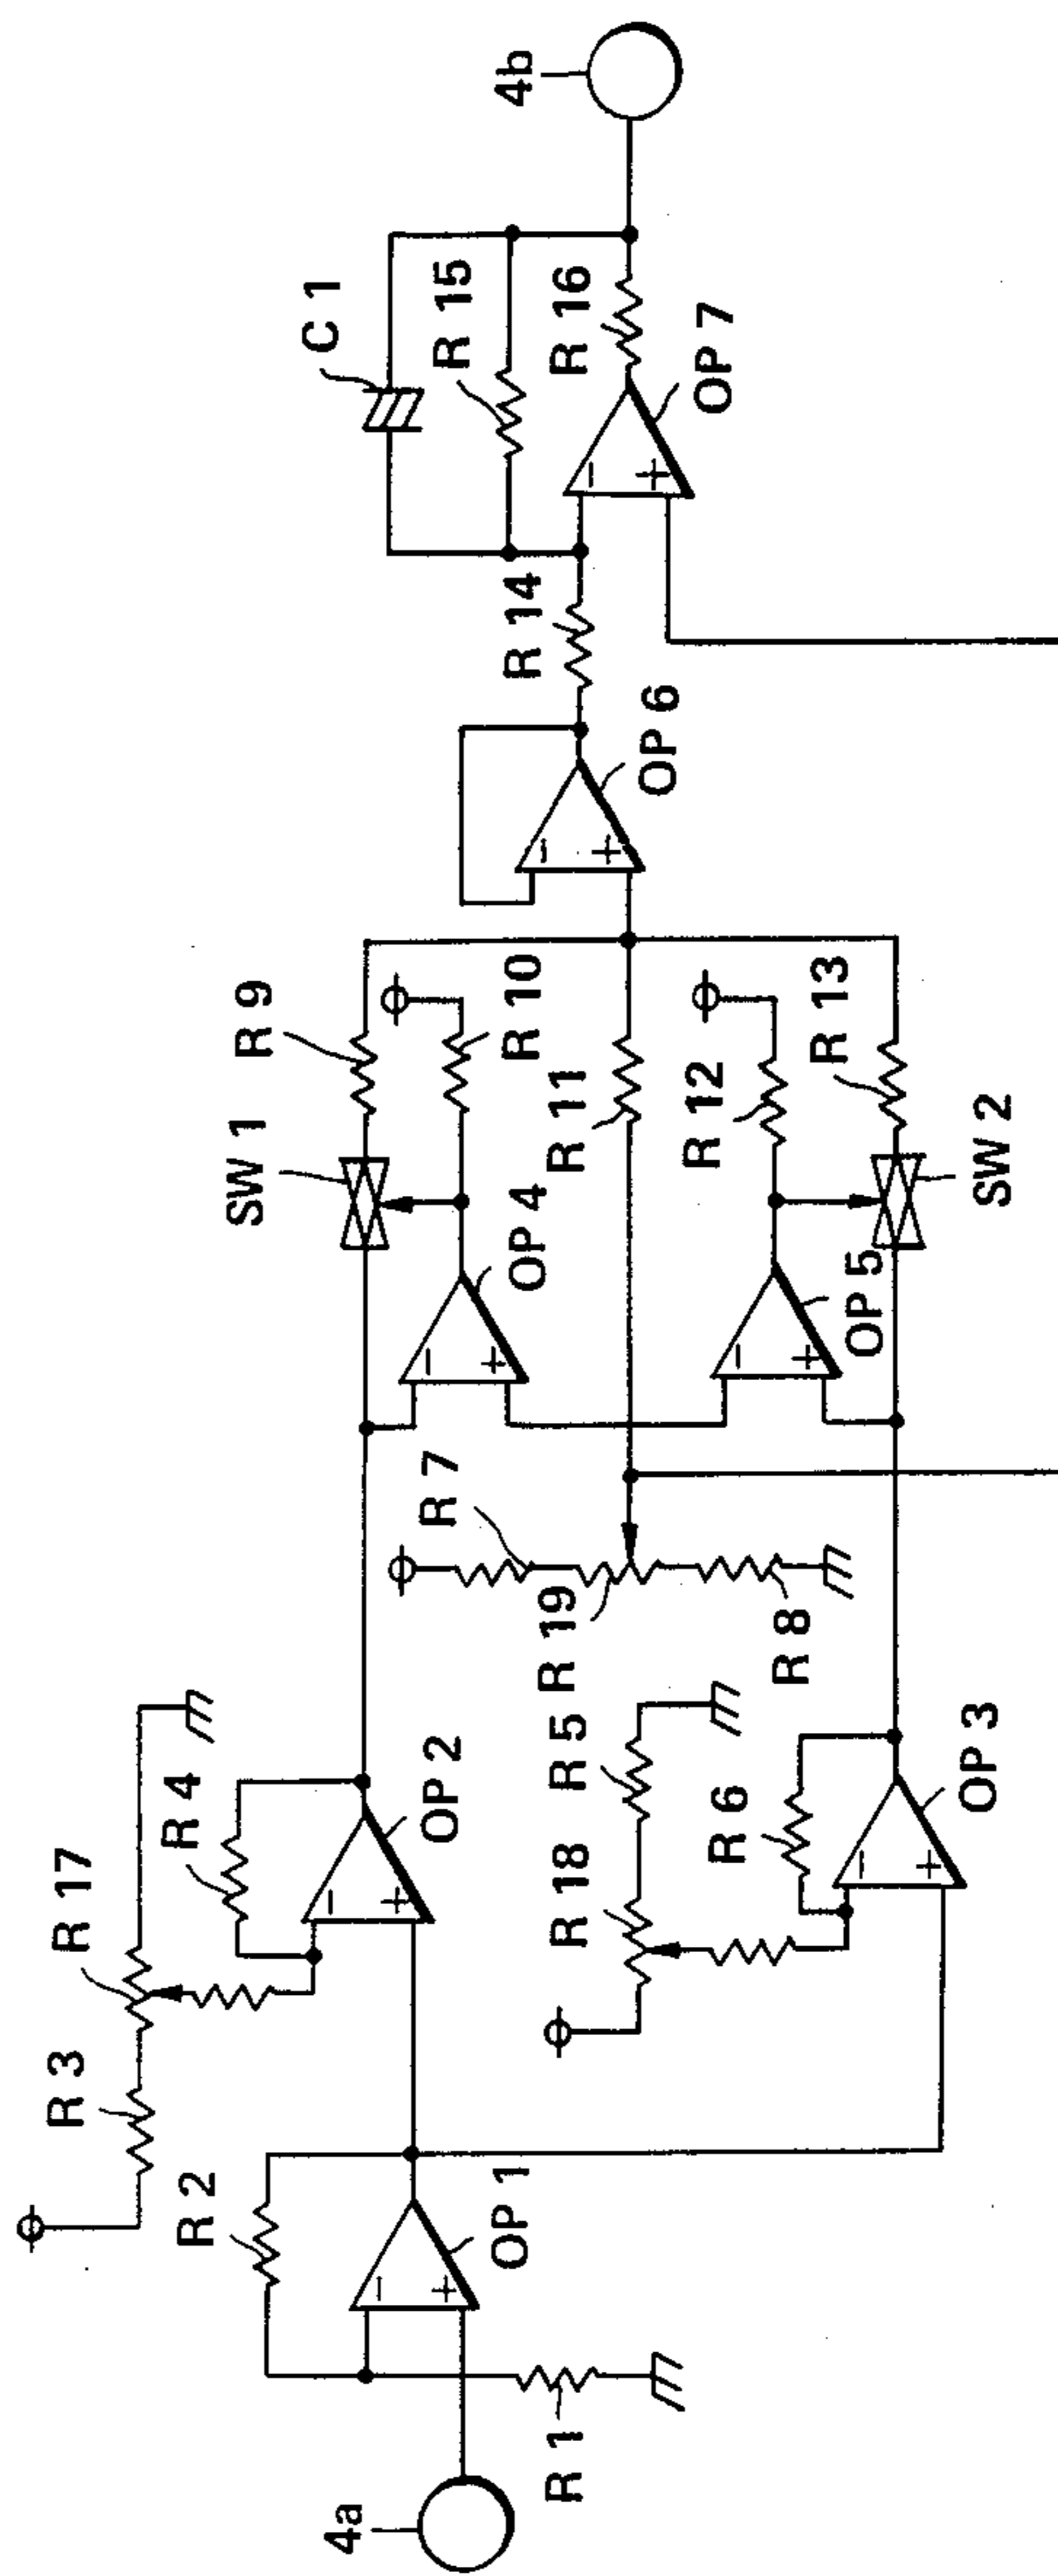 4a
R 1
R 2
OP 1
R 3
R 17
R 4
OP 2
R 18
R 5
R 6
OP 3
R 7
R 19
R 8
SW 1
R 9
OP 4
R 10
R 11
R 12
OP 5
R 13
SW 2
OP 6
R 14
C 1
R 15
R 16
OP 7
4b